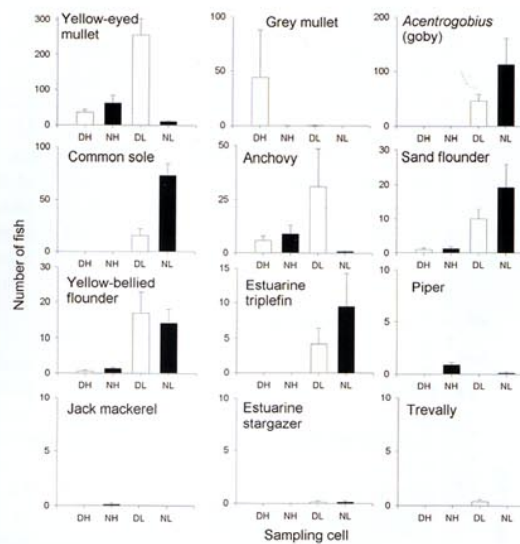 Yellow-eyed
mullet
300
200
100
0
DH NH DL NL
Grey mullet
100
50
0
DH NH DL NL
Acentrogobius
(goby)
200
100
0
DH NH DL NL
Common sole
100
50
0
DH NH DL NL
Anchovy
50
25
0
DH NH DL NL
Sand flounder
30
20
10
0
DH NH DL NL
Yellow-bellied
flounder
30
20
10
0
DH NH DL NL
Estuarine
triplefin
15
10
5
0
DH NH DL NL
Piper
10
5
0
DH NH DL NL
Jack mackerel
10
5
0
DH NH DL NL
Estuarine
stargazer
10
5
0
DH NH DL NL
Trevally
10
5
0
DH NH DL NL
Number of fish
Sampling cell